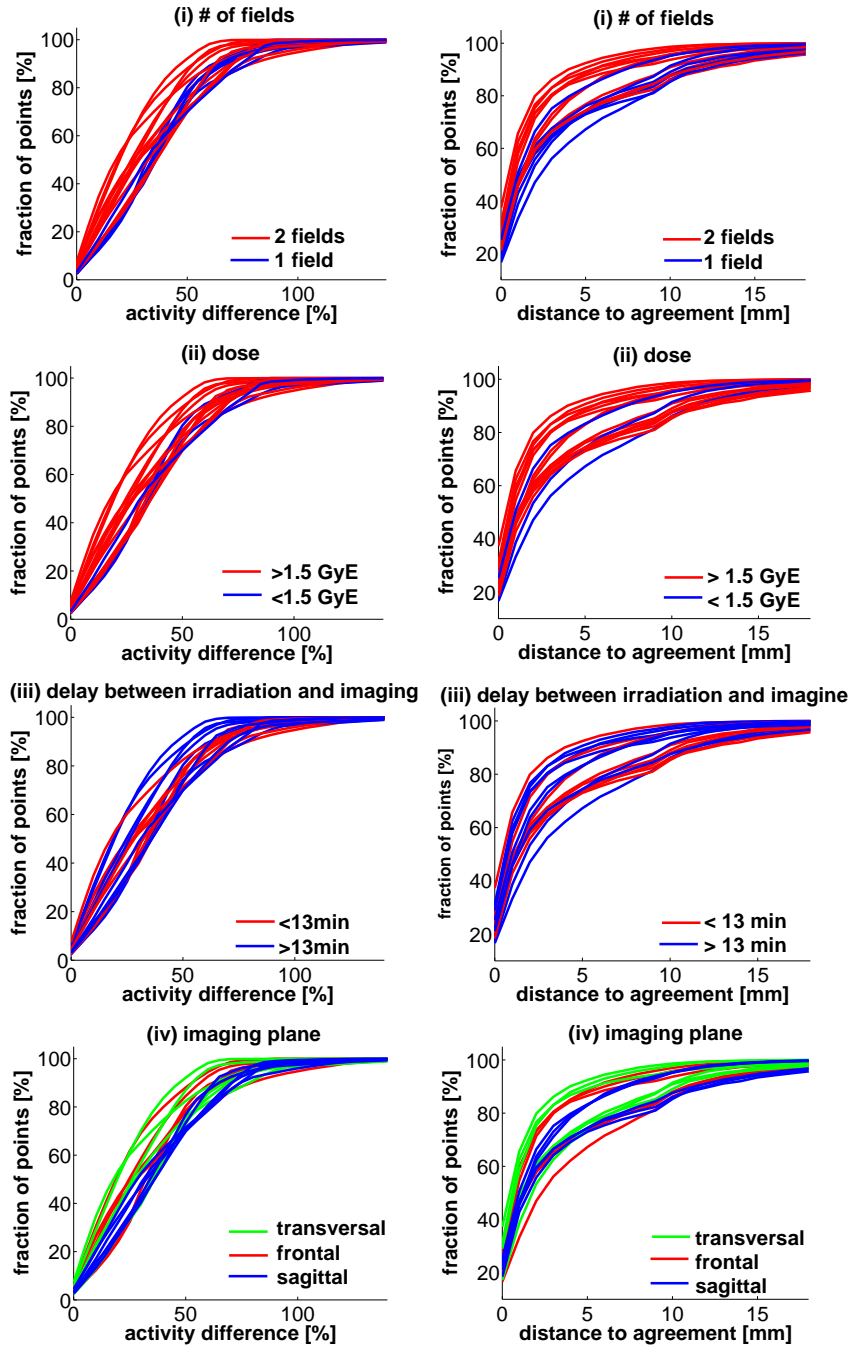 (i) # of fields
fraction of points [%]
100
80
60
40
20
0
2 fields
1 field
0
50
100
activity difference [%]
(i) # of fields
fraction of points [%]
100
80
60
40
20
2 fields
1 field
0
5
10
15
distance to agreement [mm]
(ii) dose
fraction of points [%]
100
80
60
40
20
0
>1.5 GyE
<1.5 GyE
0
50
100
activity difference [%]
(ii) dose
fraction of points [%]
100
80
60
40
20
> 1.5 GyE
< 1.5 GyE
0
5
10
15
distance to agreement [mm]
(iii) delay between irradiation and imaging
fraction of points [%]
100
80
60
40
20
0
<13min
>13min
0
50
100
activity difference [%]
(iii) delay between irradiation and imagine
fraction of points [%]
100
80
60
40
20
< 13 min
> 13 min
0
5
10
15
distance to agreement [mm]
(iv) imaging plane
fraction of points [%]
100
80
60
40
20
0
transversal
frontal
sagittal
0
50
100
activity difference [%]
(iv) imaging plane
fraction of points [%]
100
80
60
40
20
transversal
frontal
sagittal
0
5
10
15
distance to agreement [mm]